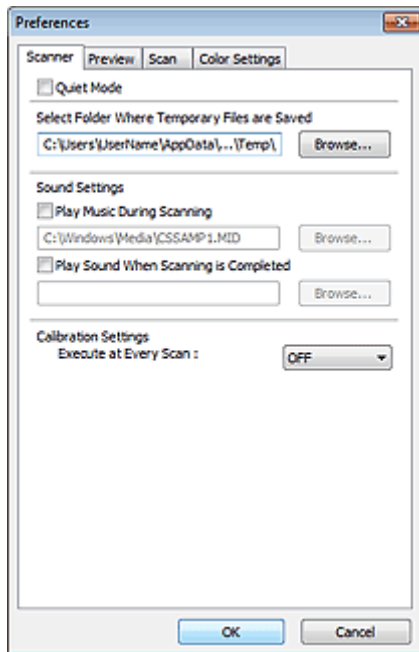 Preferences
Scanner Preview Scan Color Settings
Quiet Mode
Select Folder Where Temporary Files are Saved
C:\Users\UserName\AppData\...\Temp\ Browse...
Sound Settings
Play Music During Scanning
C:\Windows\Media\CSSAMP1.MID Browse...
Play Sound When Scanning is Completed
Browse...
Calibration Settings
Execute at Every Scan : OFF
OK Cancel